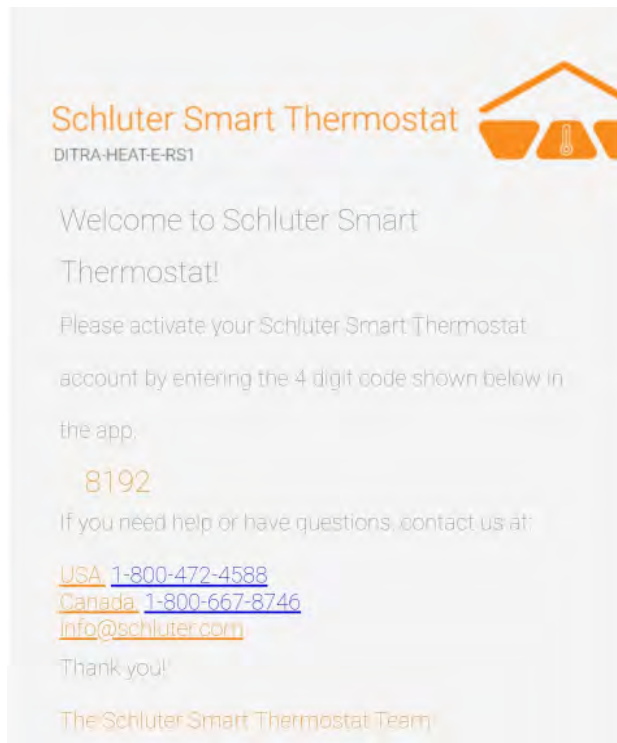 Schluter Smart Thermostat
DITRA-HEAT-E-RS1
Welcome to Schluter Smart
Thermostat!
Please activate your Schluter Smart Thermostat
account by entering the 4 digit code shown below in
the app.
8192
If you need help or have questions, contact us at:
USA: 1-800-472-4588
Canada: 1-800-667-8746
info@schluter.com
Thank you!
The Schluter Smart Thermostat Team